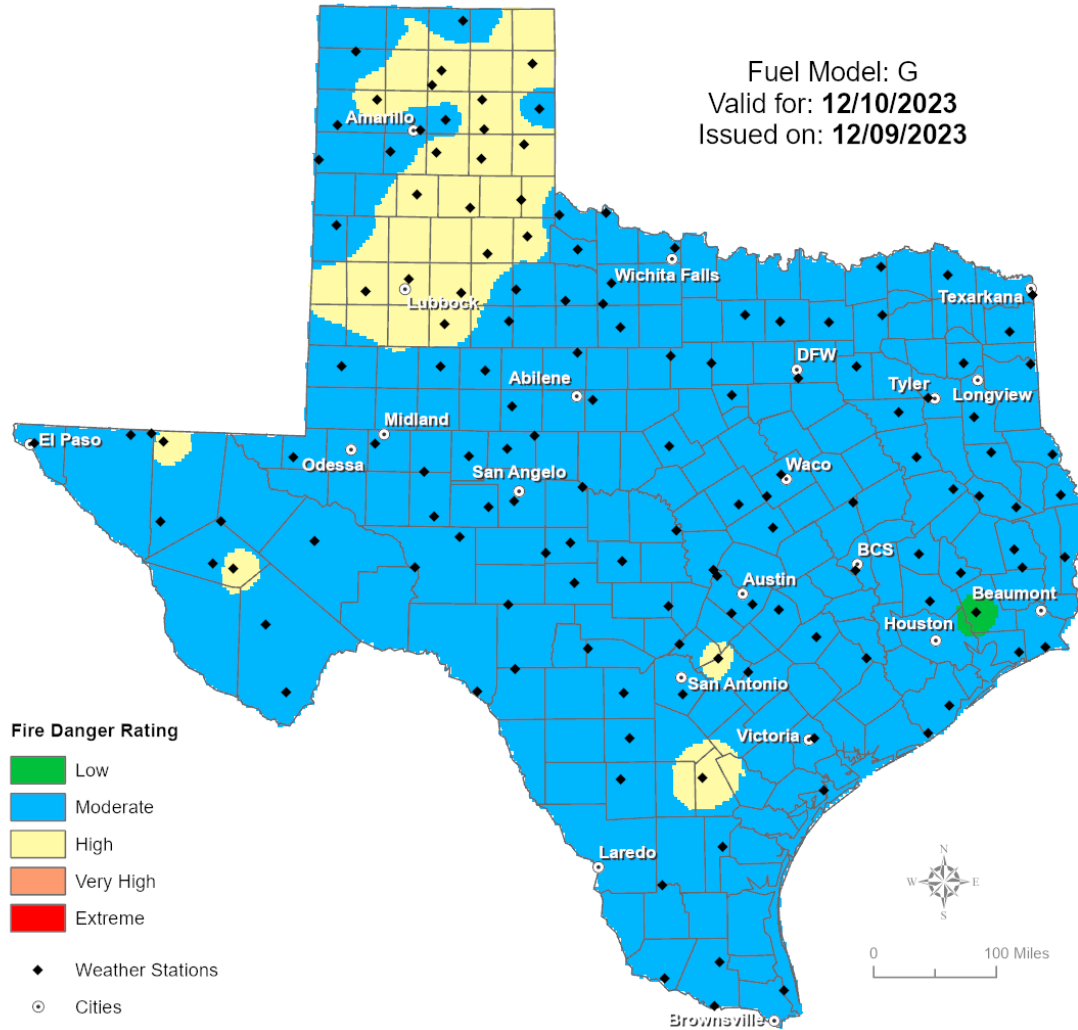 Fuel Model: G
Valid for: 12/10/2023
Issued on: 12/09/2023
Amarillo
Wichita Falls
Lubbock
Texarkana
DFW
Abilene
Tyler
Longview
Midland
El Paso
Odessa
San Angelo
Waco
BCS
Austin
Beaumont
Houston
San Antonio
Victoria
Laredo
Brownsville
Fire Danger Rating
Low
Moderate
High
Very High
Extreme
Weather Stations
Cities
N
W
E
S
0
100 Miles